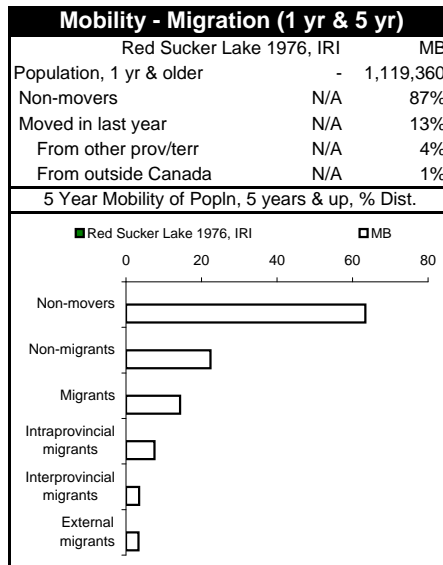 Mobility - Migration (1 yr & 5 yr)
Red Sucker Lake 1976, IRI MB
Population, 1 yr & older - 1,119,360
Non-movers N/A 87%
Moved in last year N/A 13%
From other prov/terr N/A 4%
From outside Canada N/A 1%
5 Year Mobility of Popln, 5 years & up, % Dist.
Red Sucker Lake 1976, IRI MB
0 20 40 60 80
Non-movers
Non-migrants
Migrants
Intraprovincial
migrants
Interprovincial
migrants
External
migrants